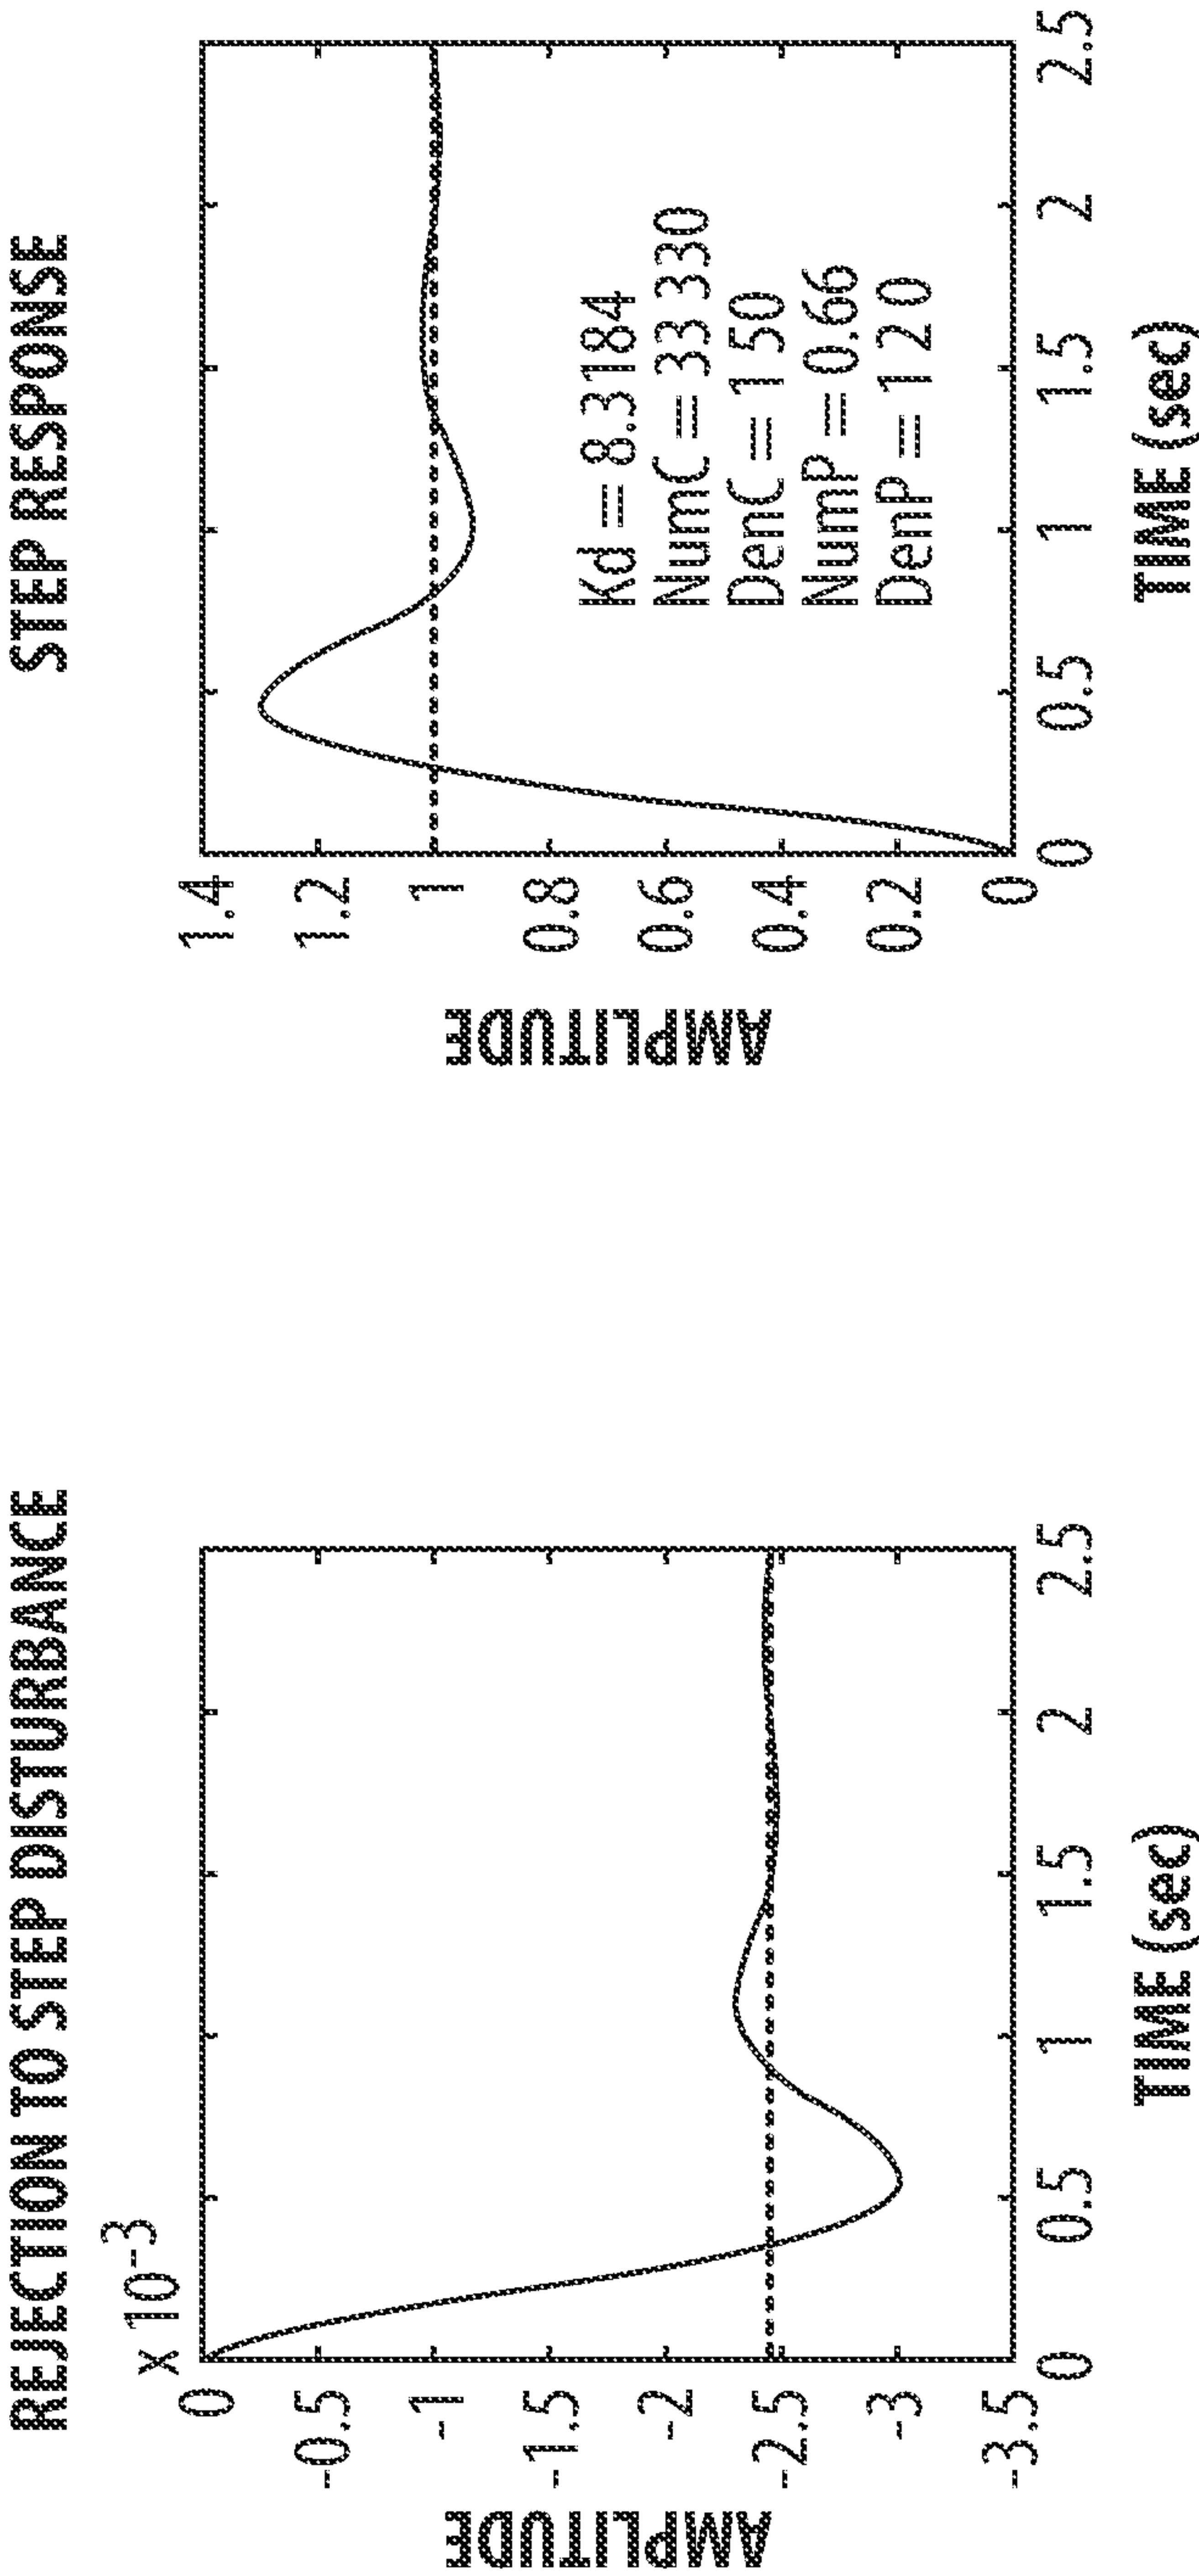 REJECTION TO STEP DISTURBANCE
x 10-3
0
-0.5
-1
-1.5
-2
-2.5
-3
-3.5
AMPLITUDE
0 0.5 1 1.5 2 2.5
TIME (sec)
STEP RESPONSE
1.4
1.2
1
0.8
0.6
0.4
0.2
0
AMPLITUDE
Kd = 8.3184
NumC = 33 330
DenC = 1 50
NumP = 0.66
DenP = 1 2 0
0 0.5 1 1.5 2 2.5
TIME (sec)